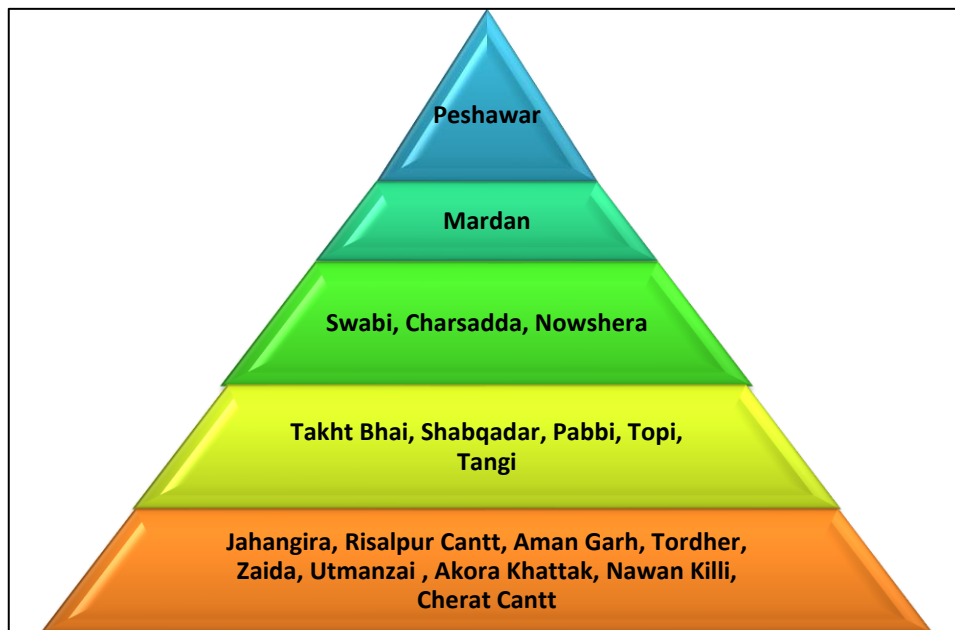 Peshawar
Mardan
Swabi, Charsadda, Nowshera
Takht Bhai, Shabqadar, Pabbi, Topi,
Tangi
Jahangira, Risalpur Cantt, Aman Garh, Tordher,
Zaida, Utmanzai , Akora Khattak, Nawan Killi,
Cherat Cantt